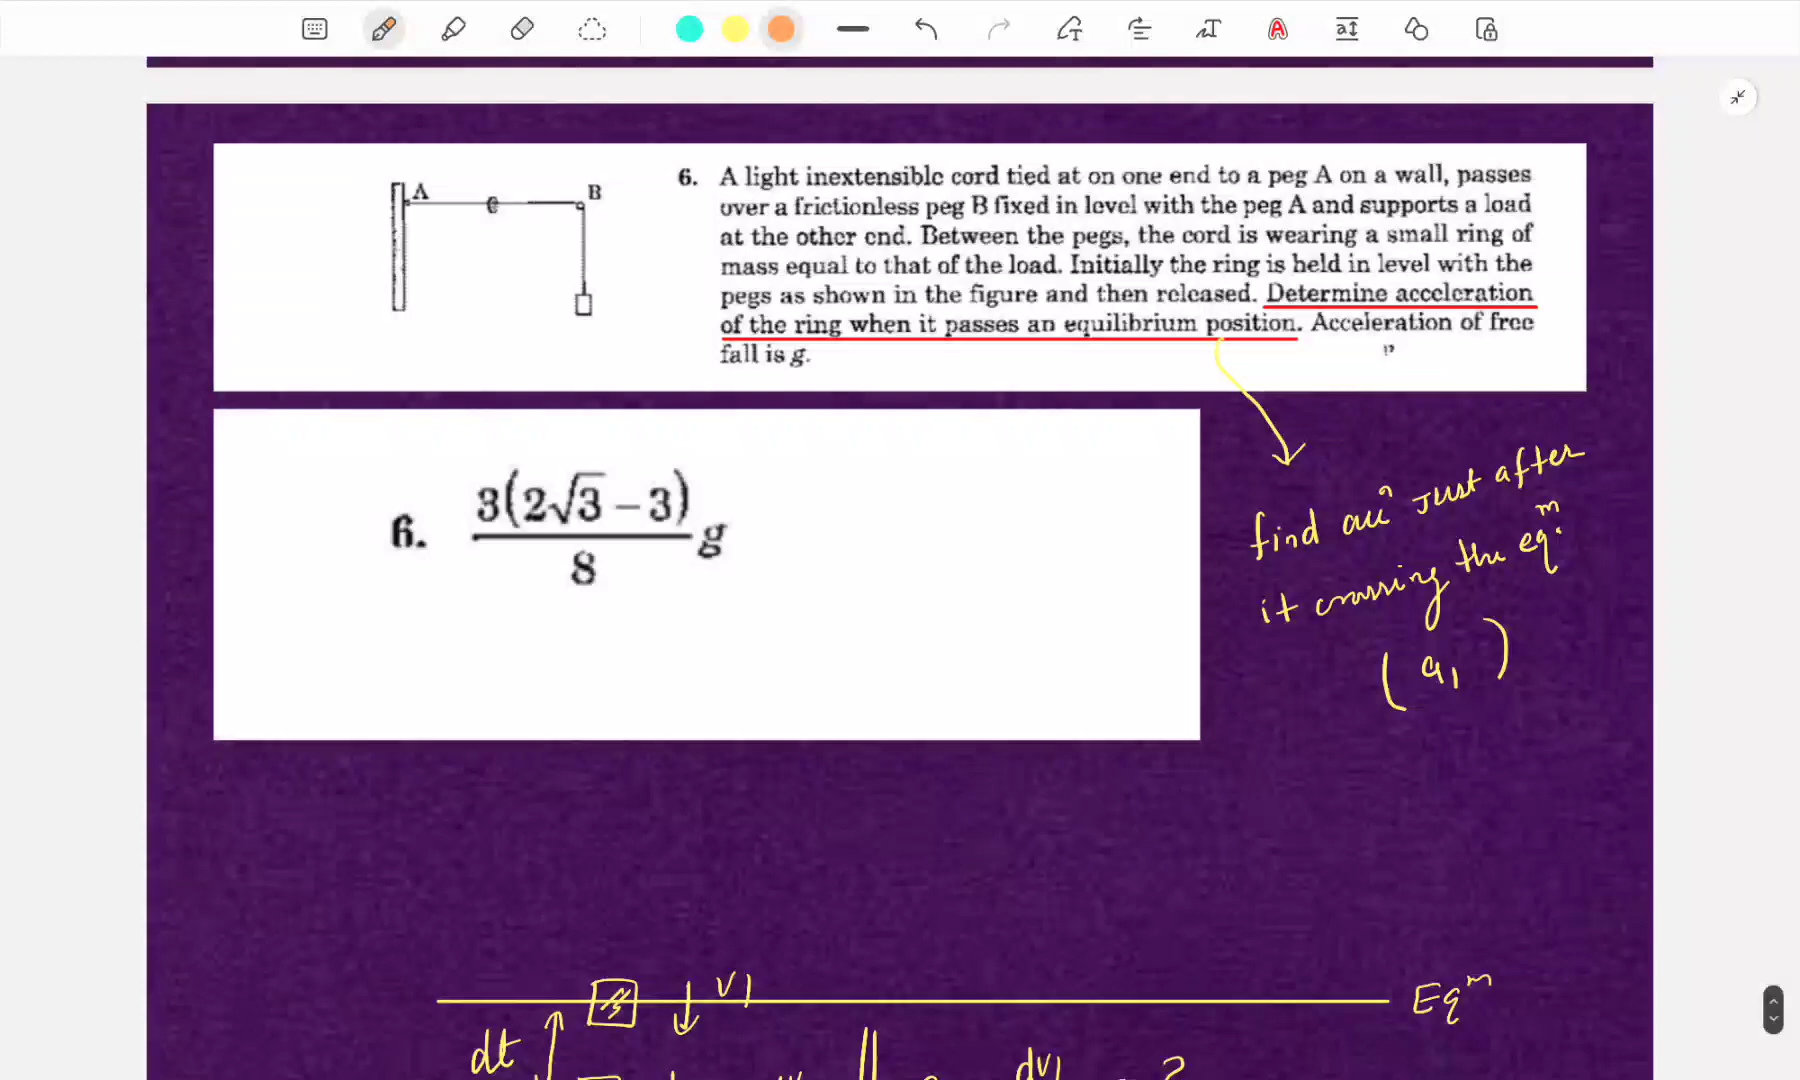 A
B
6. A light inextensible cord tied at on one end to a peg A on a wall, passes
over a frictionless peg B fixed in level with the peg A and supports a load
at the other end. Between the pegs, the cord is wearing a small ring of
mass equal to that of the load. Initially the ring is held in level with the
pegs as shown in the figure and then released. Determine acceleration
of the ring when it passes an equilibrium position. Acceleration of free
fall is g.
6. 3(2√3 – 3)
8
g
find accⁿ Just after
it crossing the eqᵐ.
( a₁ )
v1
Eqᵐ
dt
dv1
?
A
aI